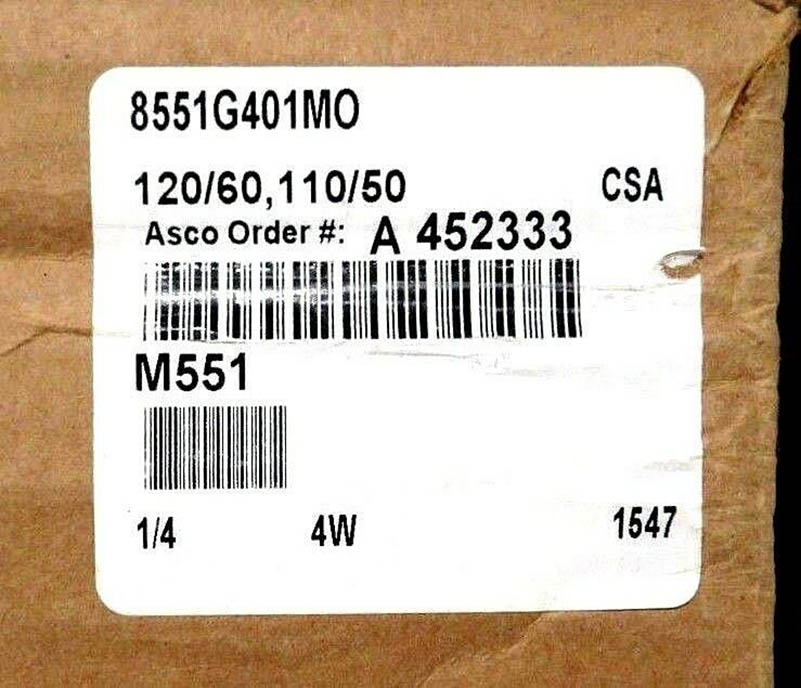 8551G401MO
120/60,110/50 CSA
Asco Order #: A 452333
M551
1/4 4W 1547